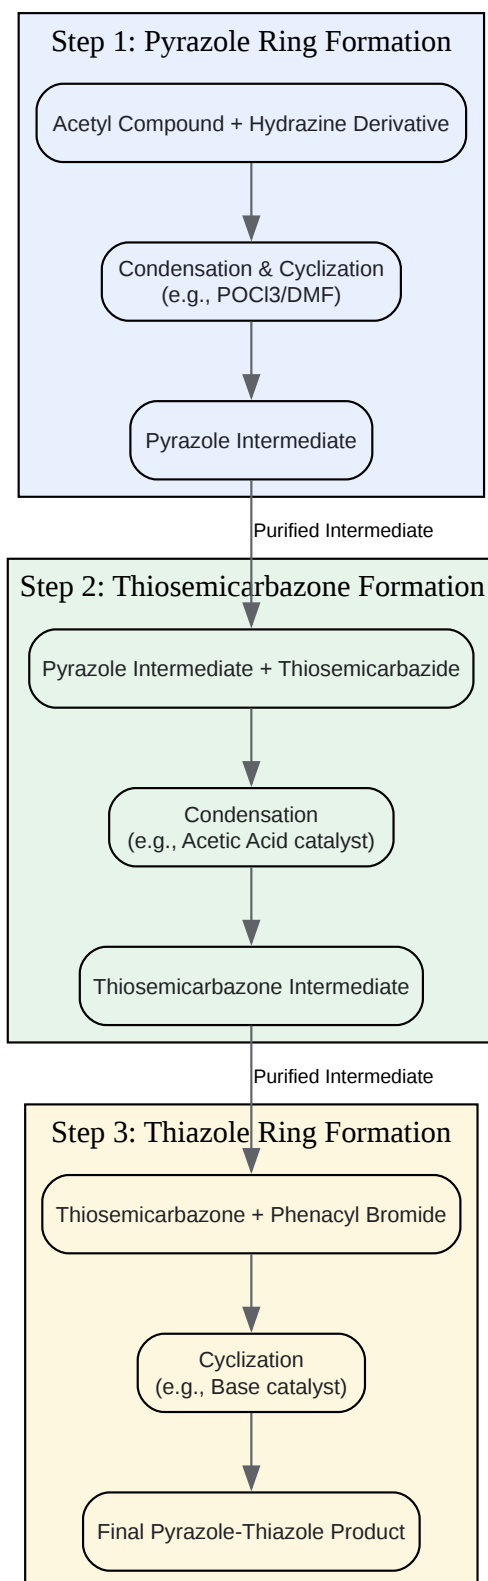 Step 1: Pyrazole Ring Formation
Acetyl Compound + Hydrazine Derivative
Condensation & Cyclization
(e.g., POCl3/DMF)
Pyrazole Intermediate
Purified Intermediate
Step 2: Thiosemicarbazone Formation
Pyrazole Intermediate + Thiosemicarbazide
Condensation
(e.g., Acetic Acid catalyst)
Thiosemicarbazone Intermediate
Purified Intermediate
Step 3: Thiazole Ring Formation
Thiosemicarbazone + Phenacyl Bromide
Cyclization
(e.g., Base catalyst)
Final Pyrazole-Thiazole Product